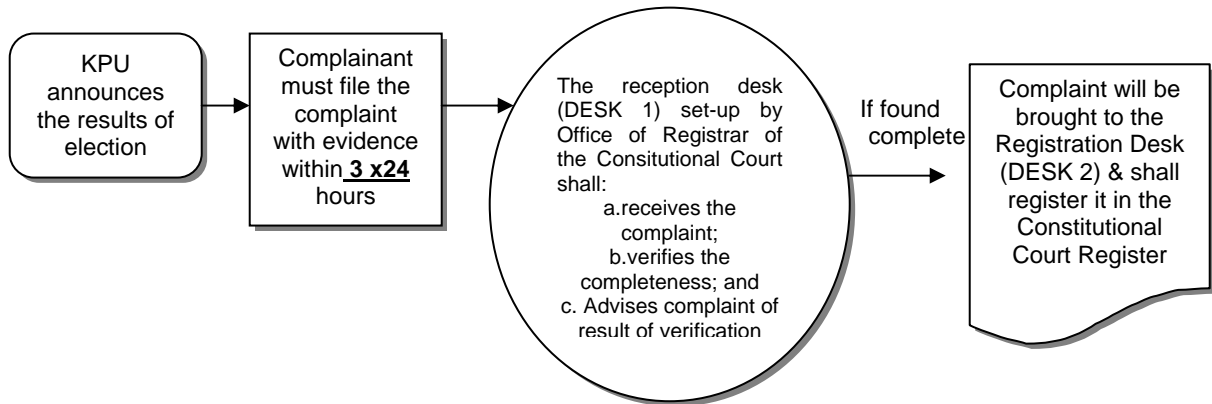 KPU
announces
the results of
election
Complainant
must file the
complaint
with evidence
within 3 x24
hours
The reception desk
(DESK 1) set-up by
Office of Registrar of
the Consitutional Court
shall:
a.receives the
complaint;
b.verifies the
completeness; and
c. Advises complaint of
result of verification
If found
complete
Complaint will be
brought to the
Registration Desk
(DESK 2) & shall
register it in the
Constitutional
Court Register